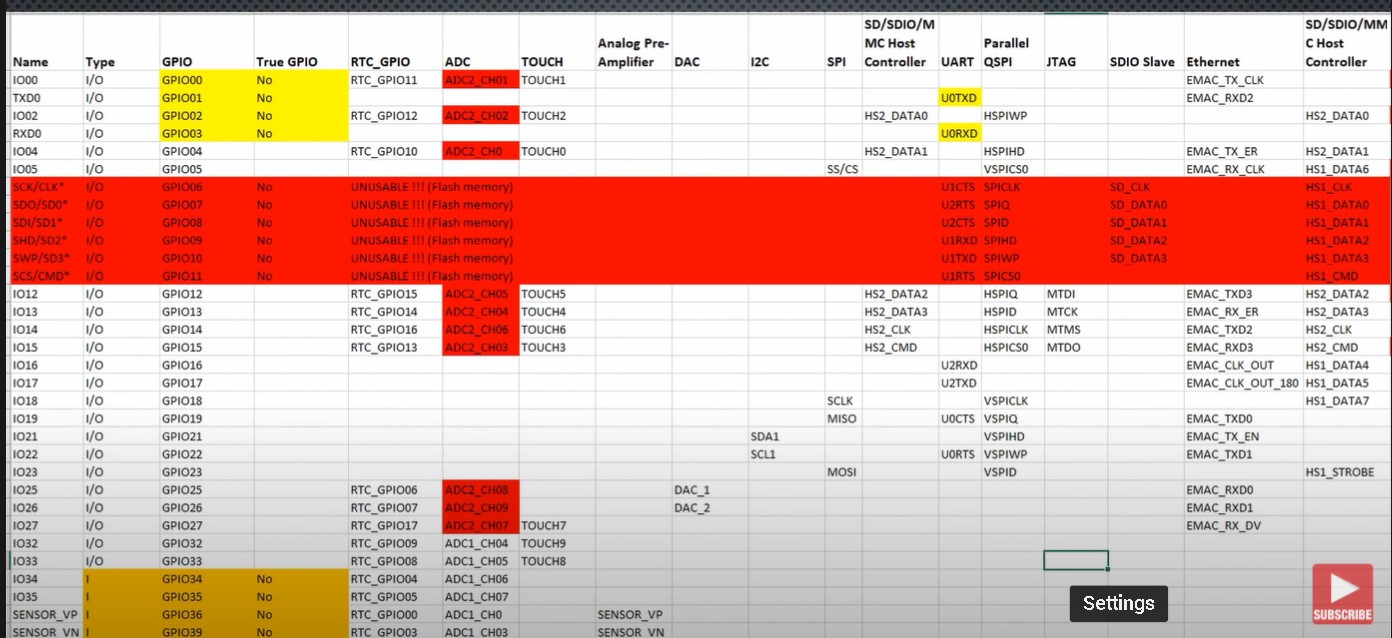 SD/SDIO/M SD/SDIO/MM
Analog Pre- MC Host Parallel C Host
Name Type GPIO True GPIO RTC_GPIO ADC TOUCH Amplifier DAC I2C SPI Controller UART QSPI JTAG SDIO Slave Ethernet Controller
IO00 I/O GPIO00 No RTC_GPIO11 ADC2_CH01 TOUCH1 EMAC_TX_CLK
TXD0 I/O GPIO01 No U0TXD EMAC_RXD2
IO02 I/O GPIO02 No RTC_GPIO12 ADC2_CH02 TOUCH2 HS2_DATA0 HSPIWP HS2_DATA0
RXD0 I/O GPIO03 No U0RXD
IO04 I/O GPIO04 RTC_GPIO10 ADC2_CH0 TOUCH0 HS2_DATA1 HSPIHD EMAC_TX_ER HS2_DATA1
IO05 I/O GPIO05 SS/CS VSPICS0 EMAC_RX_CLK HS1_DATA6
SCK/CLK* I/O GPIO06 No UNUSABLE !!! (Flash memory) U1CTS SPICLK SD_CLK HS1_CLK
SDO/SD0* I/O GPIO07 No UNUSABLE !!! (Flash memory) U2RTS SPIQ SD_DATA0 HS1_DATA0
SDI/SD1* I/O GPIO08 No UNUSABLE !!! (Flash memory) U2CTS SPID SD_DATA1 HS1_DATA1
SHD/SD2* I/O GPIO09 No UNUSABLE !!! (Flash memory) U1RXD SPIHD SD_DATA2 HS1_DATA2
SWP/SD3* I/O GPIO10 No UNUSABLE !!! (Flash memory) U1TXD SPIWP SD_DATA3 HS1_DATA3
SCS/CMD* I/O GPIO11 No UNUSABLE !!! (Flash memory) U1RTS SPICS0 HS1_CMD
IO12 I/O GPIO12 RTC_GPIO15 ADC2_CH05 TOUCH5 HS2_DATA2 HSPIQ MTDI EMAC_TXD3 HS2_DATA2
IO13 I/O GPIO13 RTC_GPIO14 ADC2_CH04 TOUCH4 HS2_DATA3 HSPID MTCK EMAC_RX_ER HS2_DATA3
IO14 I/O GPIO14 RTC_GPIO16 ADC2_CH06 TOUCH6 HS2_CLK HSPICLK MTMS EMAC_TXD2 HS2_CLK
IO15 I/O GPIO15 RTC_GPIO13 ADC2_CH03 TOUCH3 HS2_CMD HSPICS0 MTDO EMAC_RXD3 HS2_CMD
IO16 I/O GPIO16 U2RXD EMAC_CLK_OUT HS1_DATA4
IO17 I/O GPIO17 U2TXD EMAC_CLK_OUT_180 HS1_DATA5
IO18 I/O GPIO18 SCLK VSPICLK HS1_DATA7
IO19 I/O GPIO19 MISO U0CTS VSPIQ EMAC_TXD0
IO21 I/O GPIO21 SDA1 VSPIHD EMAC_TX_EN
IO22 I/O GPIO22 SCL1 U0RTS VSPIWP EMAC_TXD1
IO23 I/O GPIO23 MOSI VSPID HS1_STROBE
IO25 I/O GPIO25 RTC_GPIO06 ADC2_CH08 DAC_1 EMAC_RXD0
IO26 I/O GPIO26 RTC_GPIO07 ADC2_CH09 DAC_2 EMAC_RXD1
IO27 I/O GPIO27 RTC_GPIO17 ADC2_CH07 TOUCH7 EMAC_RX_DV
IO32 I/O GPIO32 RTC_GPIO09 ADC1_CH04 TOUCH9
IO33 I/O GPIO33 RTC_GPIO08 ADC1_CH05 TOUCH8
IO34 I GPIO34 No RTC_GPIO04 ADC1_CH06
IO35 I GPIO35 No RTC_GPIO05 ADC1_CH07
SENSOR_VP I GPIO36 No RTC_GPIO00 ADC1_CH0 SENSOR_VP
SENSOR_VN I GPIO39 No RTC_GPIO03 ADC1_CH03 SENSOR_VN
Settings
SUBSCRIBE